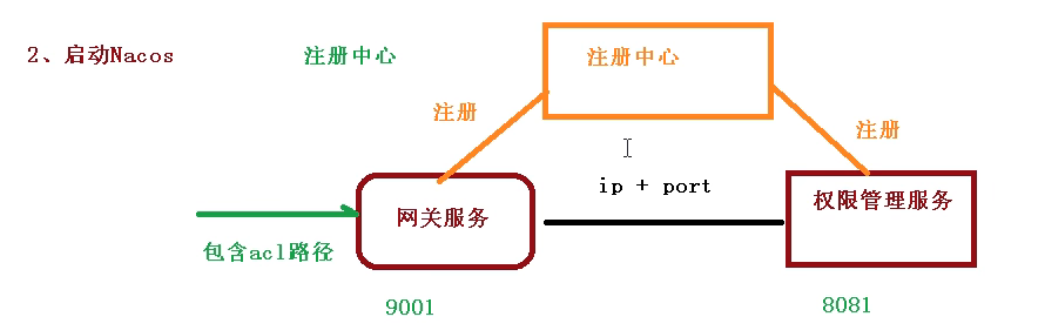 2、启动Nacos
注册中心
注册中心
注册
注册
ip + port
网关服务
权限管理服务
包含acl路径
9001
8081